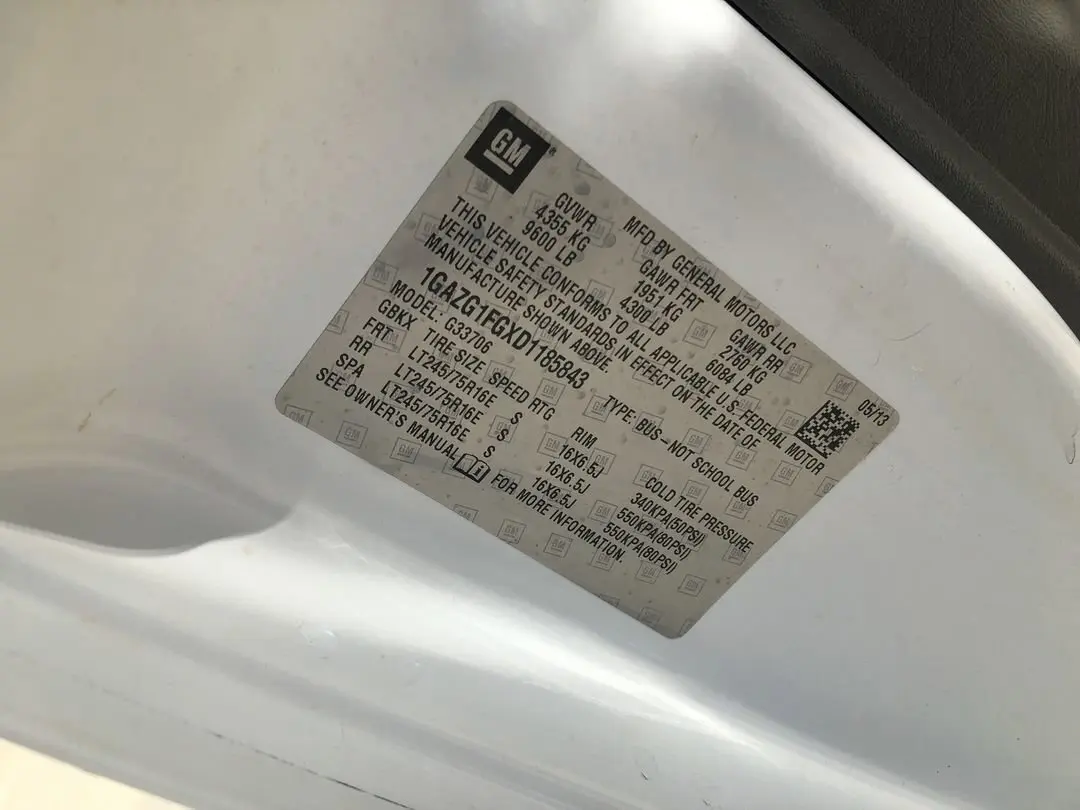 GM
MFD BY GENERAL MOTORS LLC 05/13
GVWR GAWR FRT GAWR RR
4355 KG 1951 KG 2760 KG
9600 LB 4300 LB 6084 LB
THIS VEHICLE CONFORMS TO ALL APPLICABLE U.S. FEDERAL MOTOR
VEHICLE SAFETY STANDARDS IN EFFECT ON THE DATE OF
MANUFACTURE SHOWN ABOVE.
1GAZG1FGXD1185843 TYPE: BUS–NOT SCHOOL BUS
MODEL: G33706
GBKX TIRE SIZE SPEED RTG RIM COLD TIRE PRESSURE
FRT LT245/75R16E S 16X6.5J 340KPA(50PSI)
RR LT245/75R16E S 16X6.5J 550KPA(80PSI)
SPA LT245/75R16E S 16X6.5J 550KPA(80PSI)
SEE OWNER'S MANUAL FOR MORE INFORMATION.